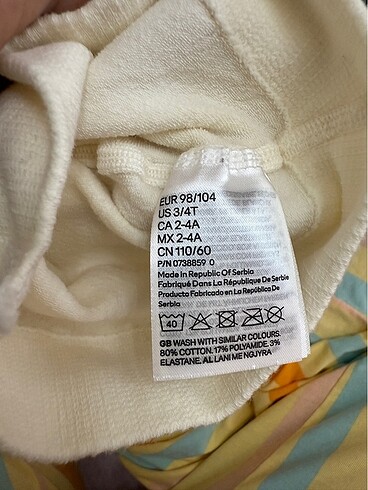 EUR 98/104
US 3/4T
CA 2-4A
MX 2-4A
CN 110/60
P/N 0738859 0
Made in Republic Of Serbia
Fabriqué Dans La République De Serbie
Producto Fabricado en La República De
Serbia
40
GB WASH WITH SIMILAR COLOURS
80% COTTON. 17% POLYAMIDE. 3%
ELASTANE. AL LANI ME NGJYRA